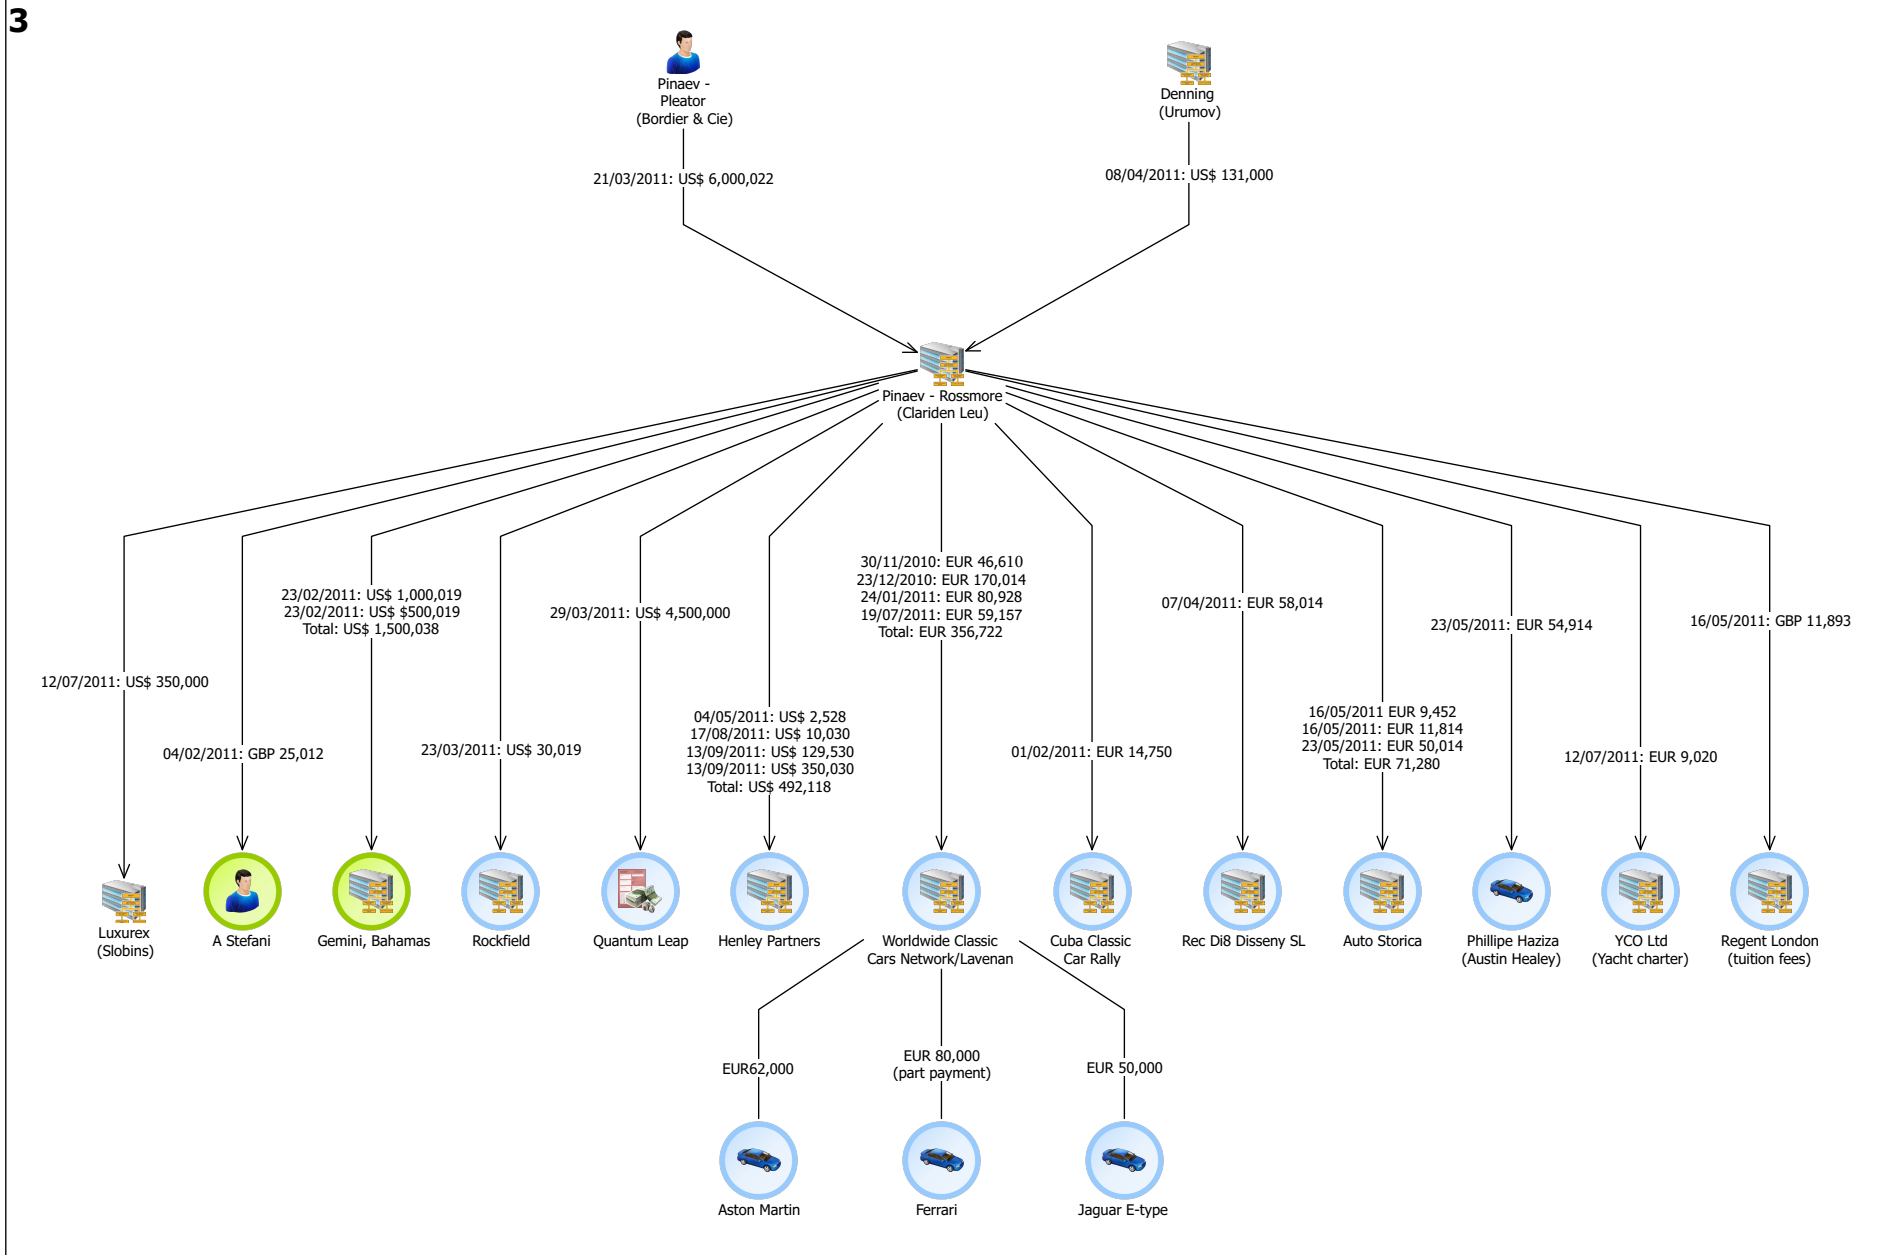 3
Pinaev -
Pleator
(Bordier & Cie)
Denning
(Urumov)
21/03/2011: US$ 6,000,022
08/04/2011: US$ 131,000
Pinaev - Rossmore
(Clariden Leu)
12/07/2011: US$ 350,000
04/02/2011: GBP 25,012
23/02/2011: US$ 1,000,019
23/02/2011: US$ $500,019
Total: US$ 1,500,038
23/03/2011: US$ 30,019
29/03/2011: US$ 4,500,000
04/05/2011: US$ 2,528
17/08/2011: US$ 10,030
13/09/2011: US$ 129,530
13/09/2011: US$ 350,030
Total: US$ 492,118
30/11/2010: EUR 46,610
23/12/2010: EUR 170,014
24/01/2011: EUR 80,928
19/07/2011: EUR 59,157
Total: EUR 356,722
01/02/2011: EUR 14,750
07/04/2011: EUR 58,014
16/05/2011 EUR 9,452
16/05/2011: EUR 11,814
23/05/2011: EUR 50,014
Total: EUR 71,280
23/05/2011: EUR 54,914
12/07/2011: EUR 9,020
16/05/2011: GBP 11,893
Luxurex
(Slobins)
A Stefani
Gemini, Bahamas
Rockfield
Quantum Leap
Henley Partners
Worldwide Classic
Cars Network/Lavenan
Cuba Classic
Car Rally
Rec Di8 Disseny SL
Auto Storica
Phillipe Haziza
(Austin Healey)
YCO Ltd
(Yacht charter)
Regent London
(tuition fees)
EUR62,000
EUR 80,000
(part payment)
EUR 50,000
Aston Martin
Ferrari
Jaguar E-type